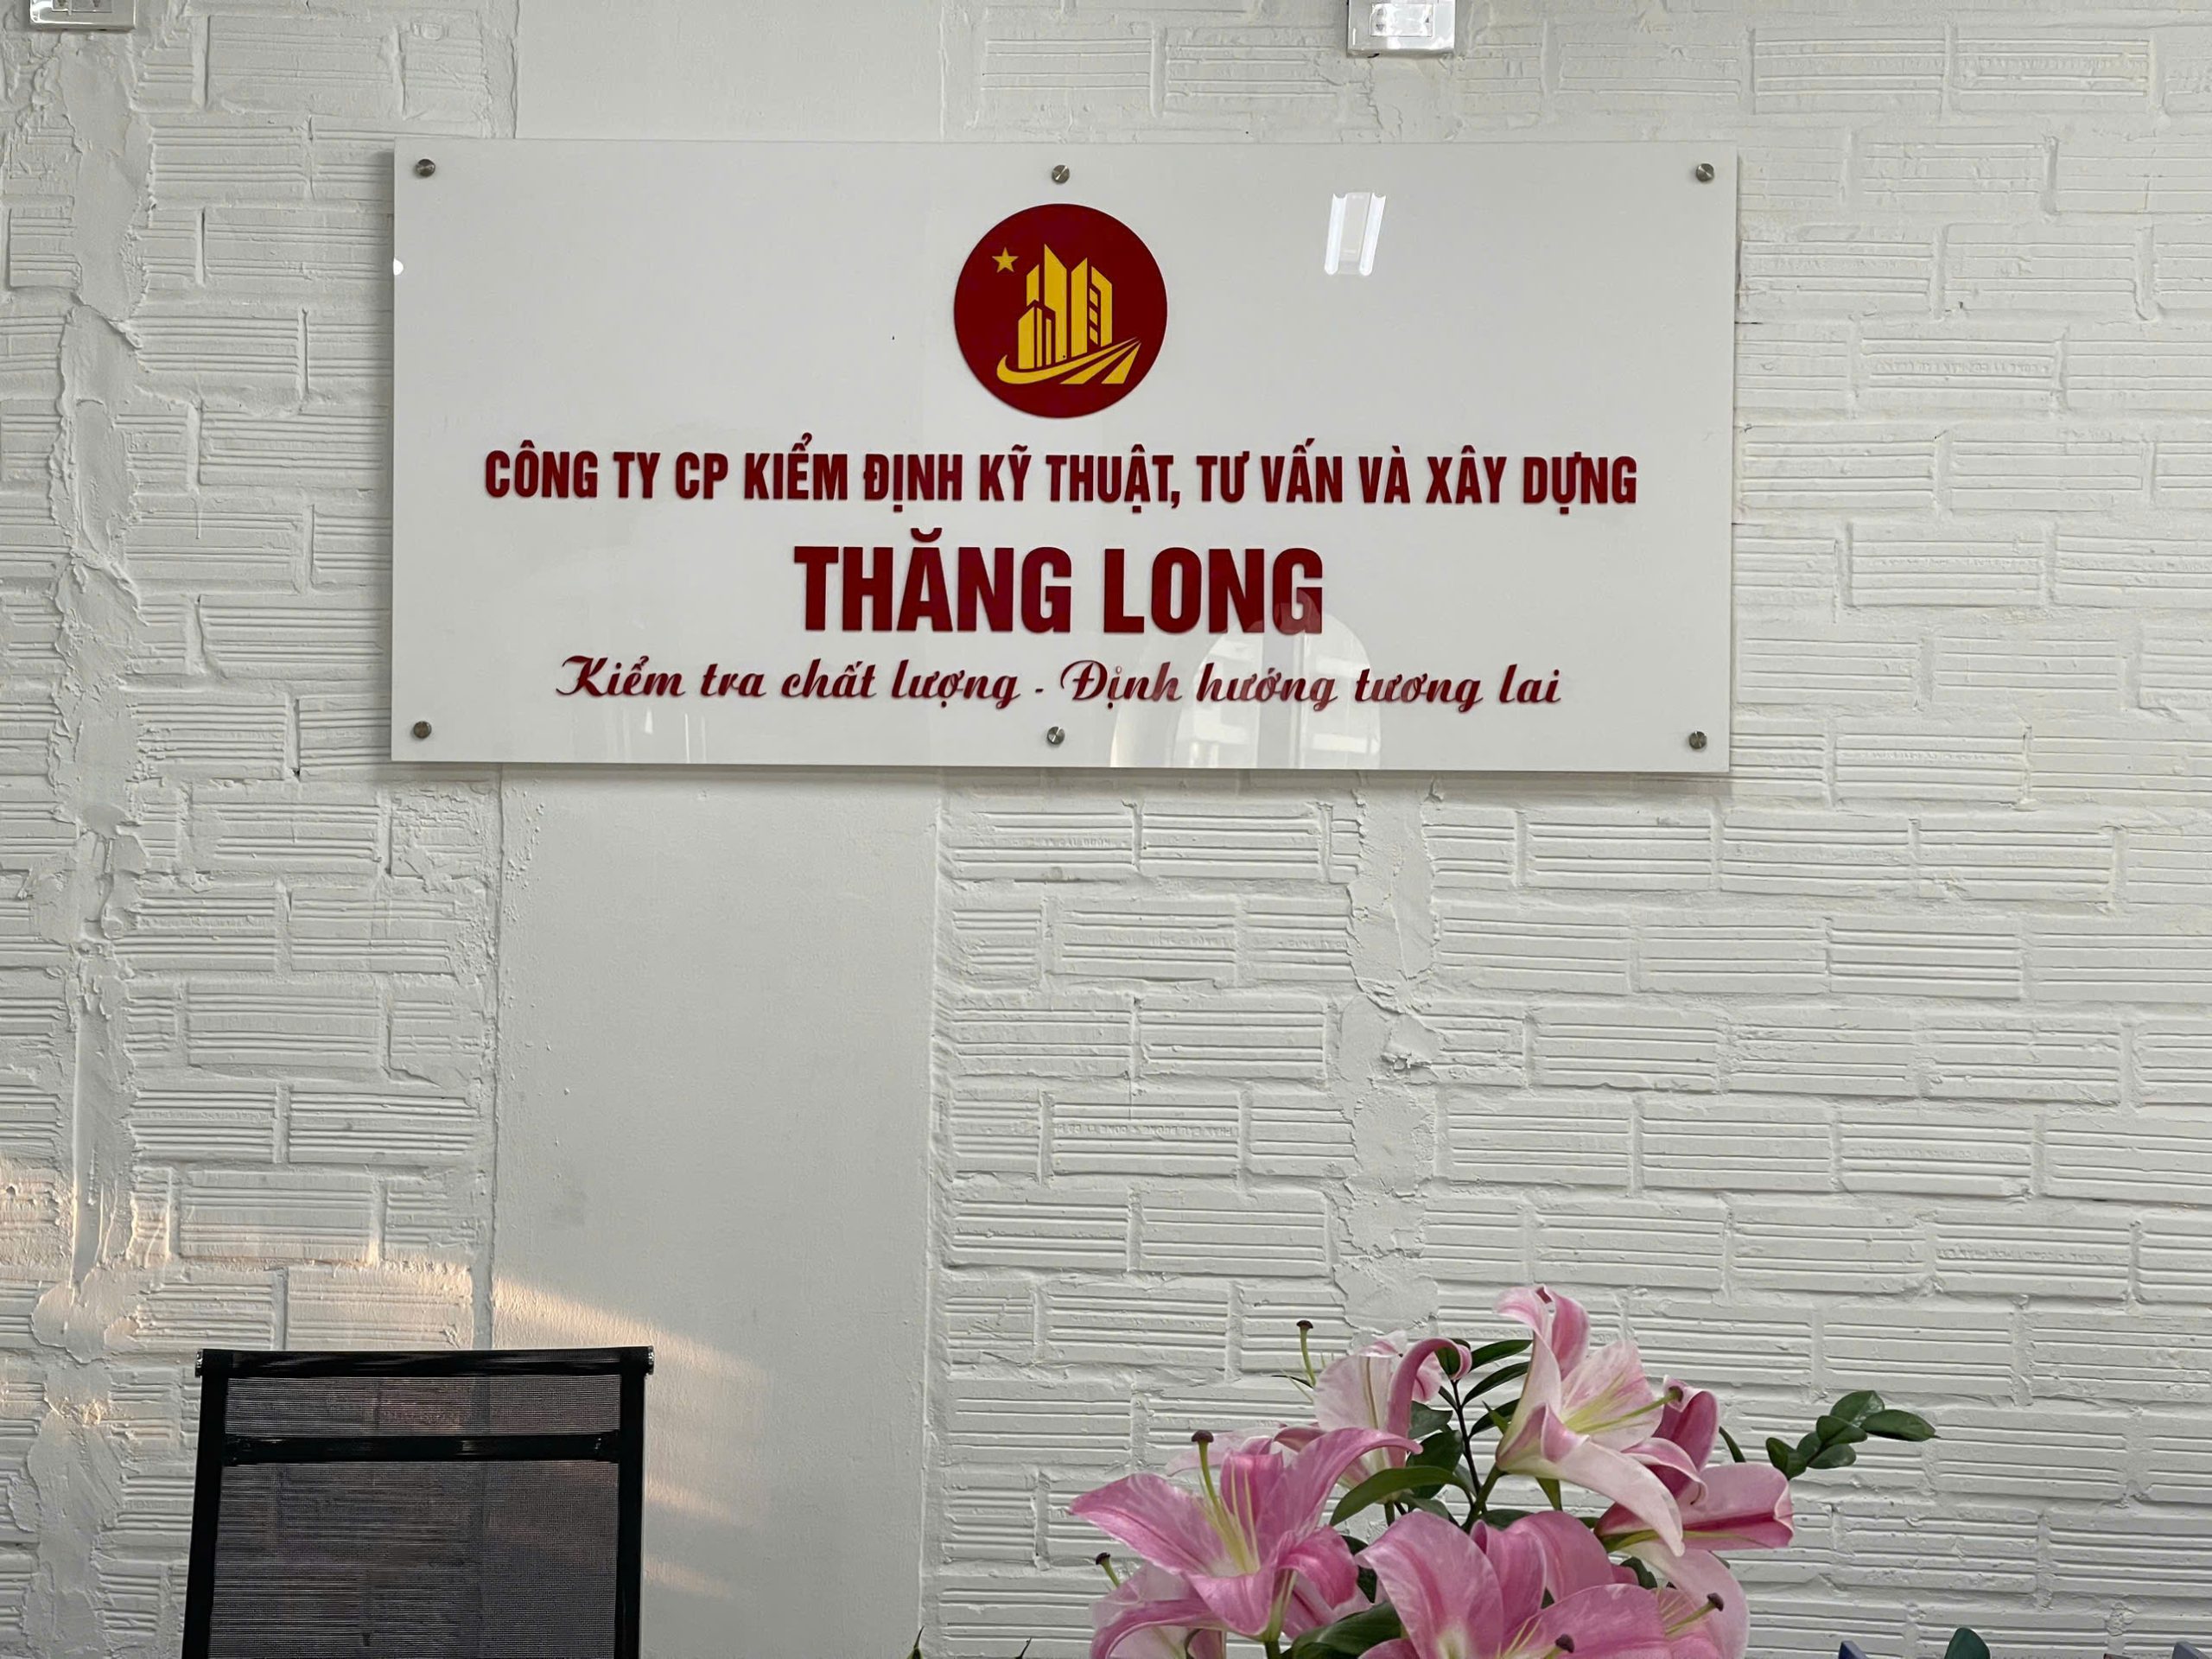 CÔNG TY CP KIỂM ĐỊNH KỸ THUẬT, TƯ VẤN VÀ XÂY DỰNG
THĂNG LONG
Kiểm tra chất lượng - Định hướng tương lai